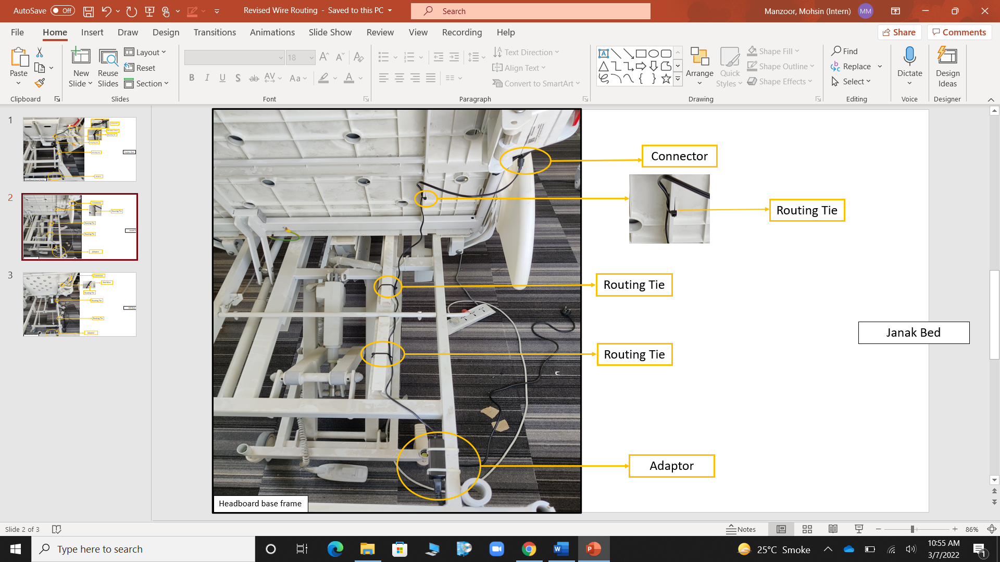 AutoSave Off
Revised Wire Routing - Saved to this PC
Search
Manzoor, Mohsin (Intern) MM
File Home Insert Draw Design Transitions Animations Slide Show Review View Recording Help
Share Comments
Paste
New Slide
Reuse Slides
Layout
Reset
Section
18
B I U S ab AV Aa A
Text Direction
Align Text
Convert to SmartArt
Arrange
Quick Styles
Shape Fill
Shape Outline
Shape Effects
Find
Replace
Select
Dictate
Design Ideas
Clipboard Slides Font Paragraph Drawing Editing Voice Designer
1
2
3
Connector
Routing Tie
Routing Tie
Janak Bed
Routing Tie
Adaptor
Headboard base frame
Slide 2 of 3
Notes
86%
Type here to search
25°C Smoke
10:55 AM
3/7/2022
1